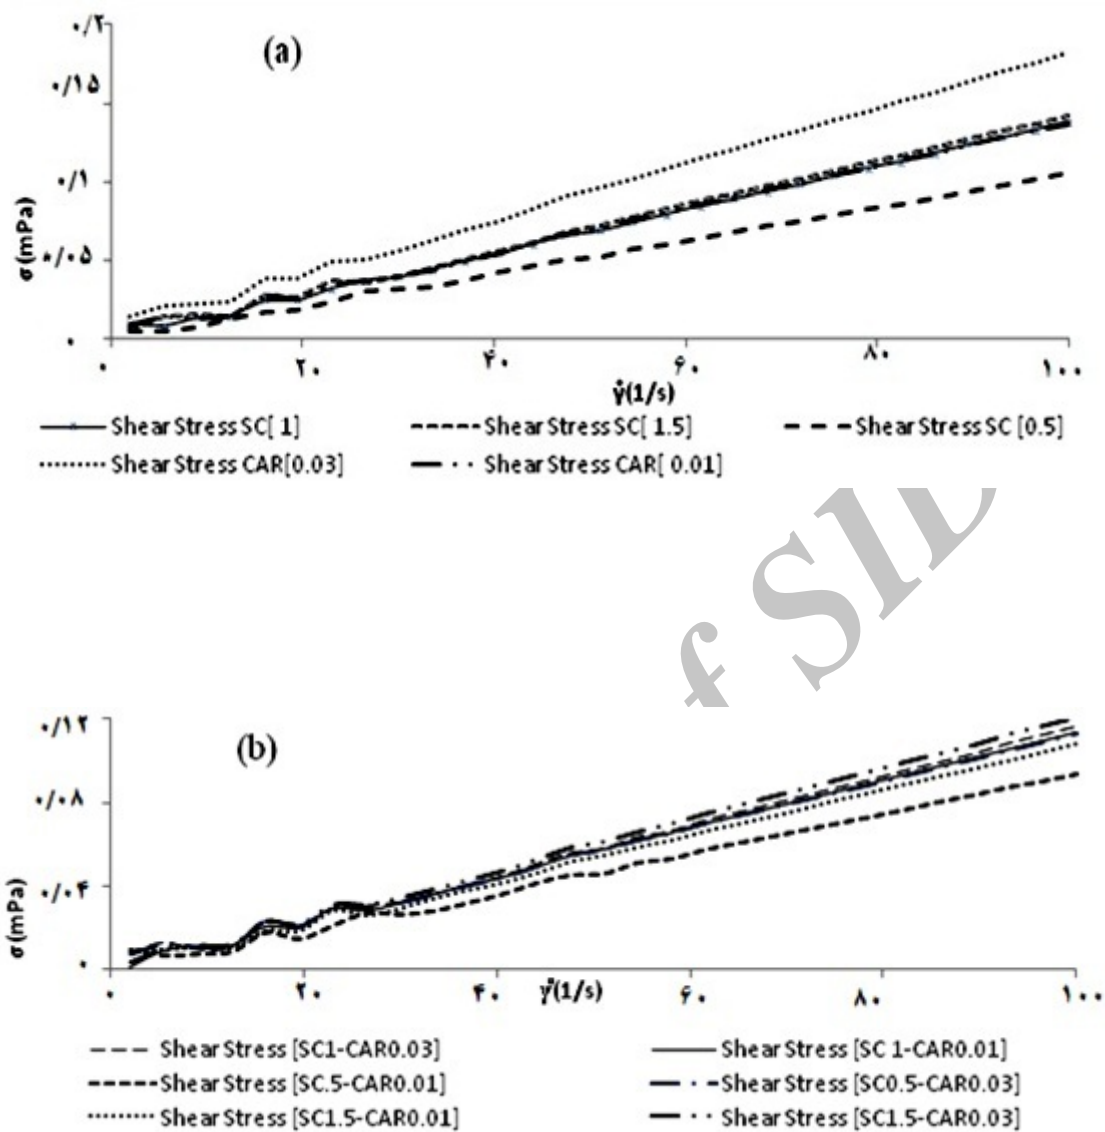 ۰/۲
(a)
۰/۱۵
۰/۱
۰/۰۵
۰
σ (mPa)
۰ ۲۰ ۴۰ ۶۰ ۸۰ ۱۰۰
γ̇(1/s)
Shear Stress SC[ 1] Shear Stress SC[ 1.5] Shear Stress SC [0.5]
Shear Stress CAR[0.03] Shear Stress CAR[ 0.01]
f SID
۰/۱۲
(b)
۰/۰۸
۰/۰۴
۰
σ (mPa)
۰ ۲۰ ۴۰ γ̇(1/s) ۶۰ ۸۰ ۱۰۰
Shear Stress [SC1-CAR0.03] Shear Stress [SC 1-CAR0.01]
Shear Stress [SC.5-CAR0.01] Shear Stress [SC0.5-CAR0.03]
Shear Stress [SC1.5-CAR0.01] Shear Stress [SC1.5-CAR0.03]